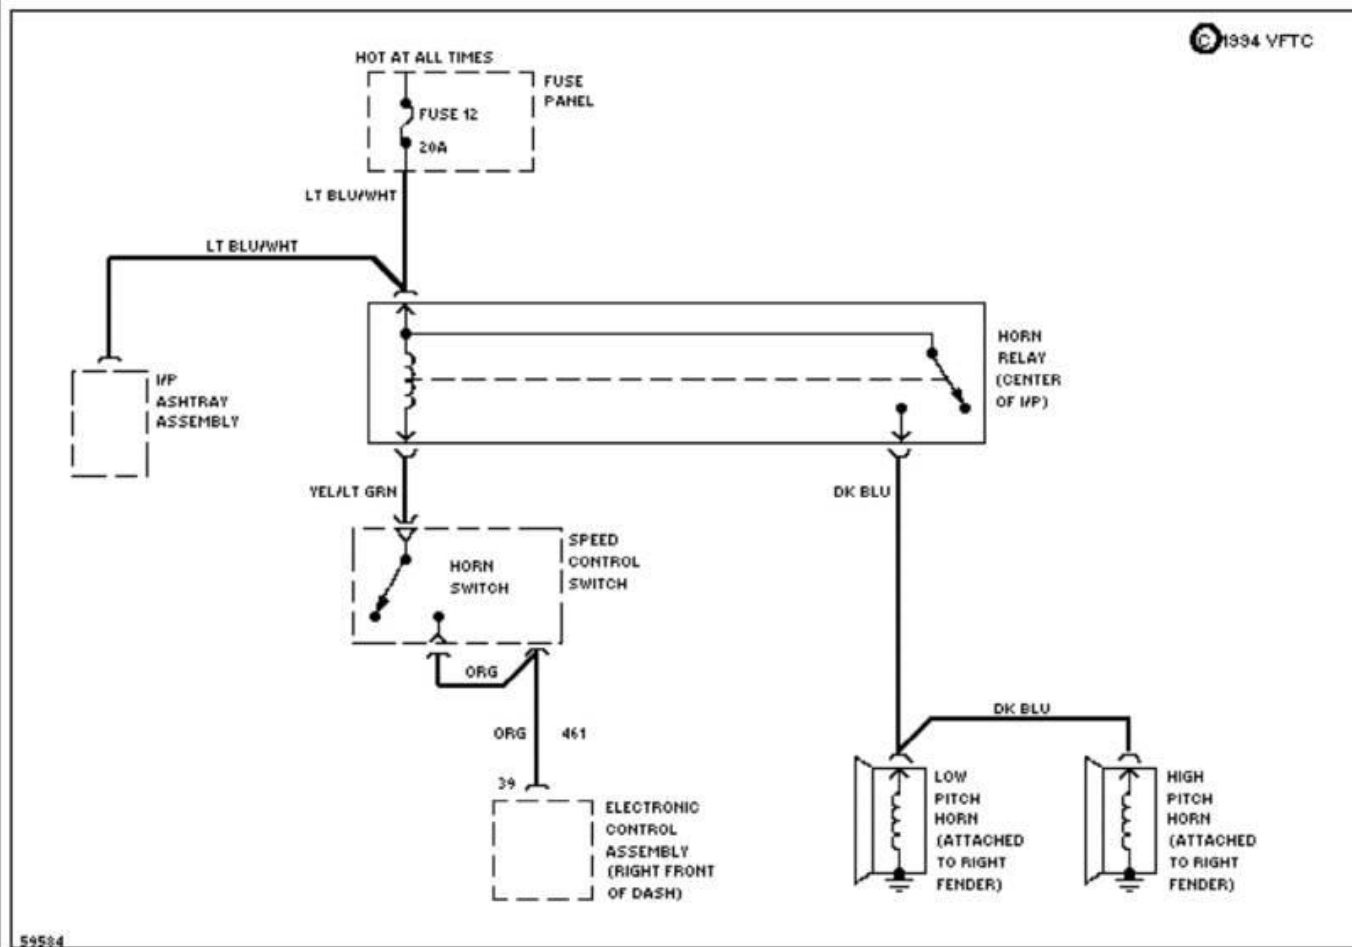 © 1994 VFTC
HOT AT ALL TIMES
FUSE
PANEL
FUSE 12
20A
LT BLU/WHT
LT BLU/WHT
I/P
ASHTRAY
ASSEMBLY
HORN
RELAY
(CENTER
OF I/P)
YEL/LT GRN
DK BLU
HORN
SWITCH
SPEED
CONTROL
SWITCH
ORG
ORG 461
39
ELECTRONIC
CONTROL
ASSEMBLY
(RIGHT FRONT
OF DASH)
DK BLU
LOW
PITCH
HORN
(ATTACHED
TO RIGHT
FENDER)
HIGH
PITCH
HORN
(ATTACHED
TO RIGHT
FENDER)
59584